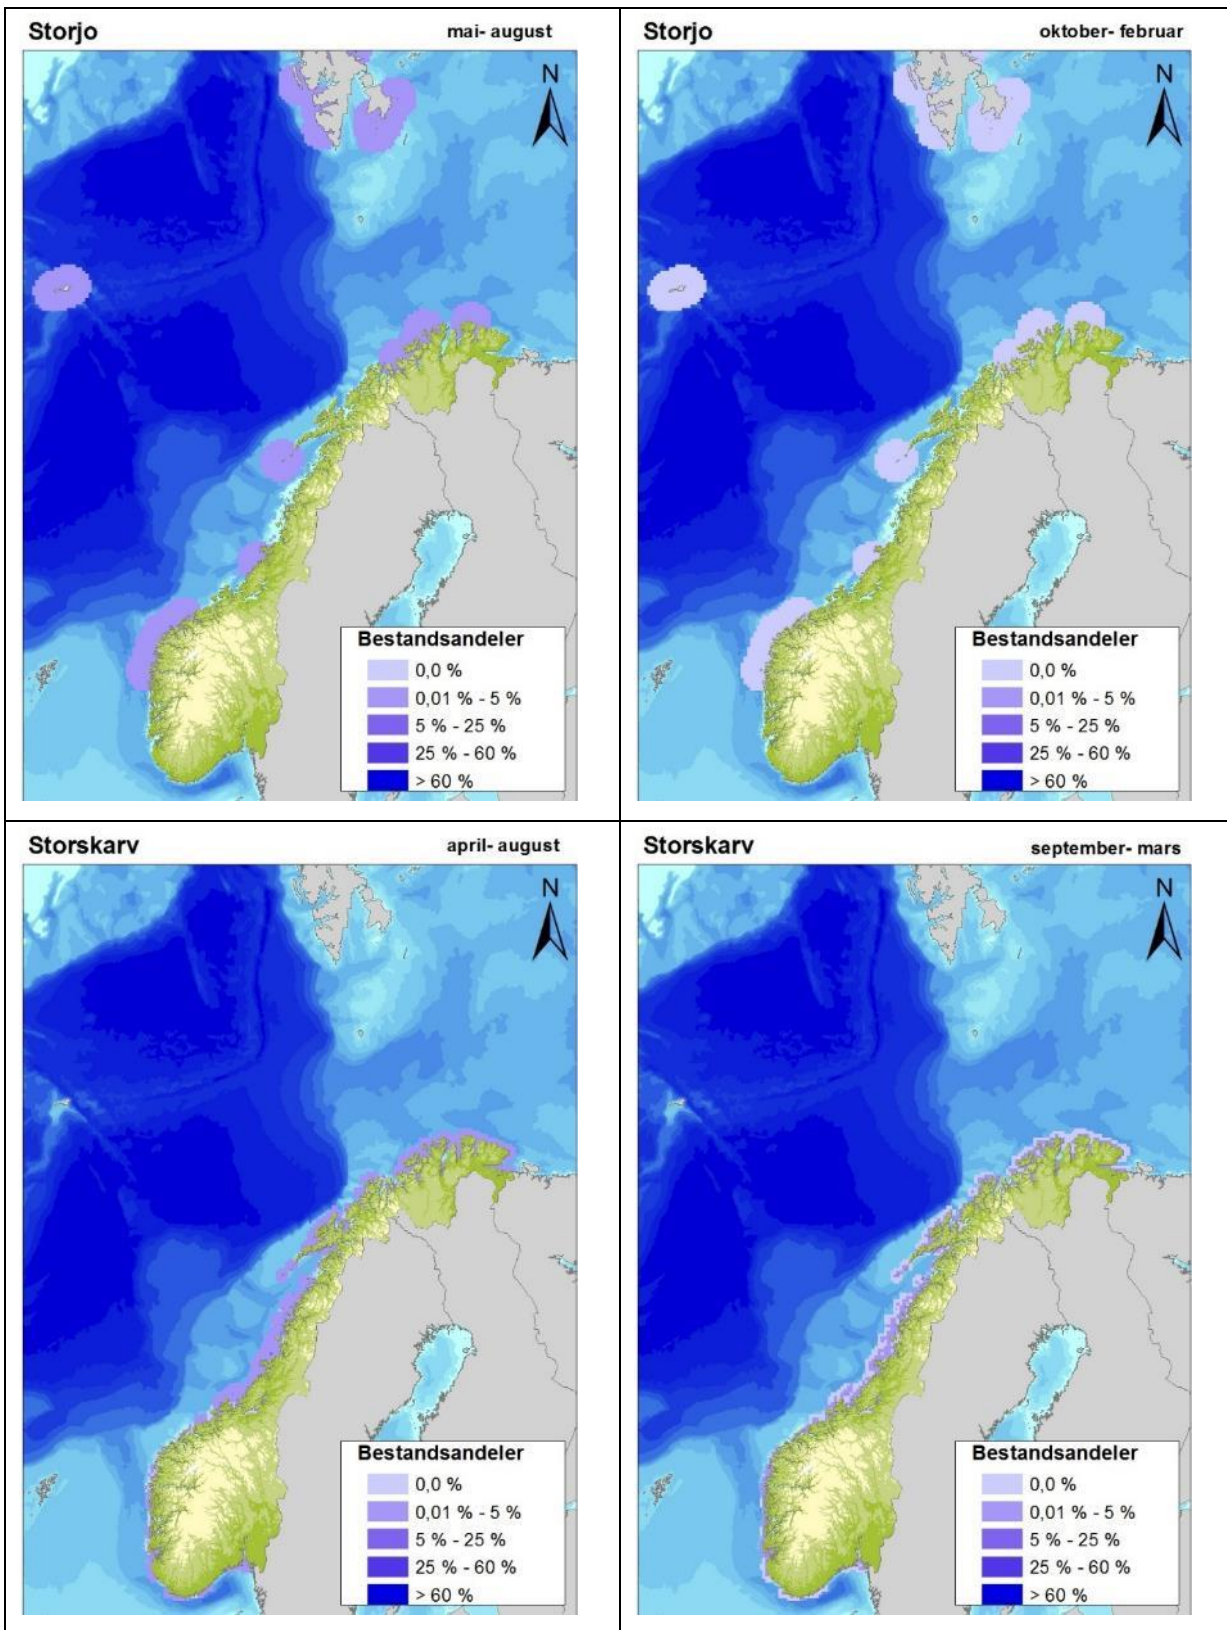 Storjo mai- august
N
Bestandsandeler
0,0 %
0,01 % - 5 %
5 % - 25 %
25 % - 60 %
> 60 %
Storjo oktober- februar
N
Bestandsandeler
0,0 %
0,01 % - 5 %
5 % - 25 %
25 % - 60 %
> 60 %
Storskarv april- august
N
Bestandsandeler
0,0 %
0,01 % - 5 %
5 % - 25 %
25 % - 60 %
> 60 %
Storskarv september- mars
N
Bestandsandeler
0,0 %
0,01 % - 5 %
5 % - 25 %
25 % - 60 %
> 60 %